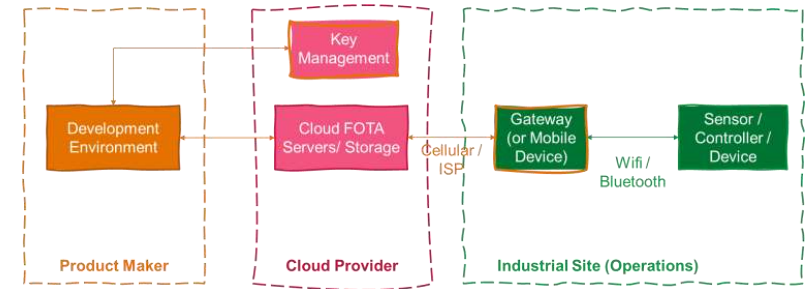 Key
Management
Development
Environment
Cloud FOTA
Servers/ Storage
Cellular /
ISP
Gateway
(or Mobile
Device)
Wifi /
Bluetooth
Sensor /
Controller /
Device
Product Maker
Cloud Provider
Industrial Site (Operations)